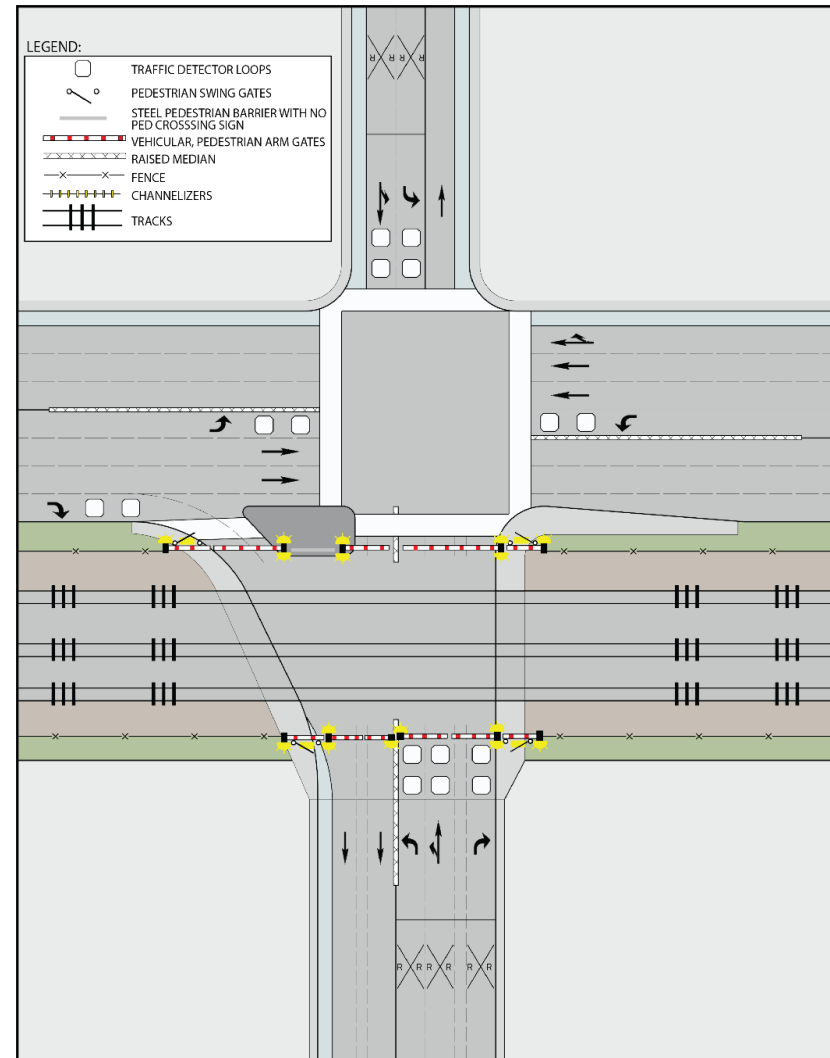 LEGEND:
TRAFFIC DETECTOR LOOPS
PEDESTRIAN SWING GATES
STEEL PEDESTRIAN BARRIER WITH NO
PED CROSSSING SIGN
VEHICULAR, PEDESTRIAN ARM GATES
RAISED MEDIAN
FENCE
CHANNELIZERS
TRACKS
R R R R
R R R R R R